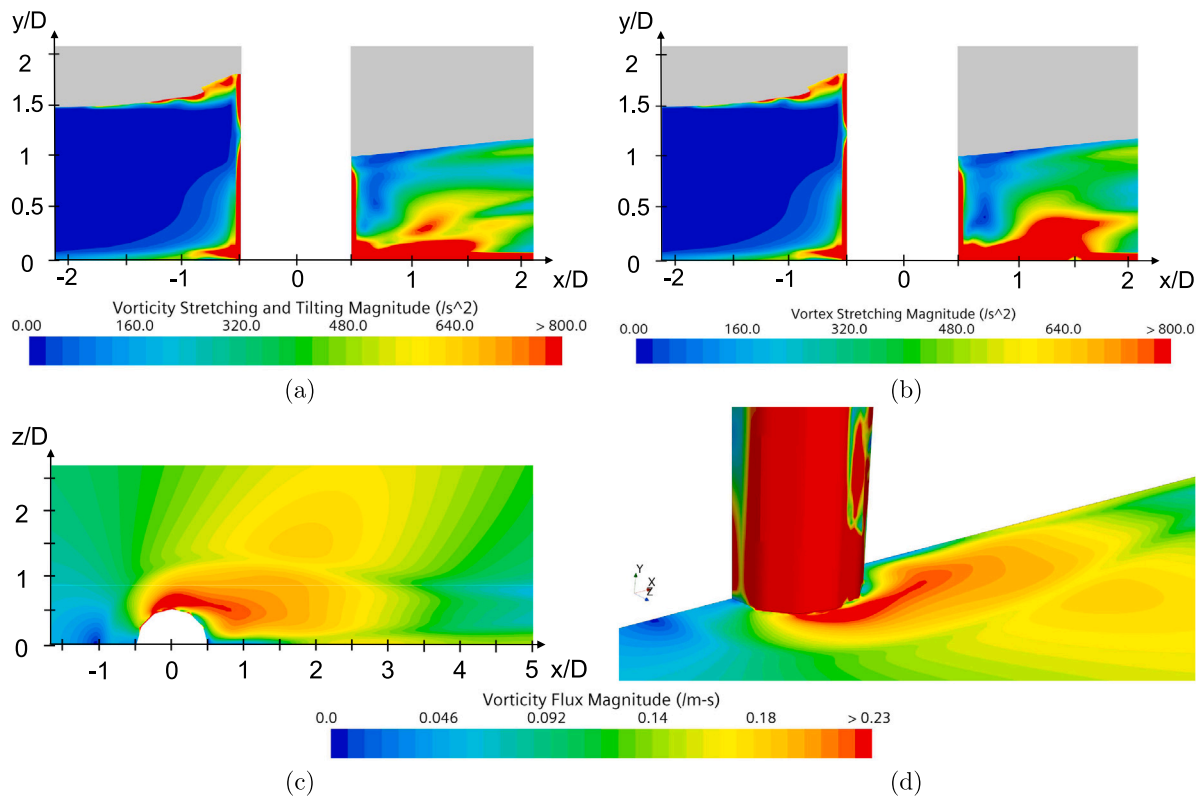 y/D
2
1.5
1
0.5
0
-2 -1 0 1 2 x/D
Vorticity Stretching and Tilting Magnitude (/s^2)
0.00 160.0 320.0 480.0 640.0 > 800.0
(a)
y/D
2
1.5
1
0.5
0
-2 -1 0 1 2 x/D
Vortex Stretching Magnitude (/s^2)
0.00 160.0 320.0 480.0 640.0 > 800.0
(b)
z/D
2
1
0
-1 0 1 2 3 4 5 x/D
Y
X
Z
Vorticity Flux Magnitude (/m-s)
0.0 0.046 0.092 0.14 0.18 > 0.23
(c) (d)